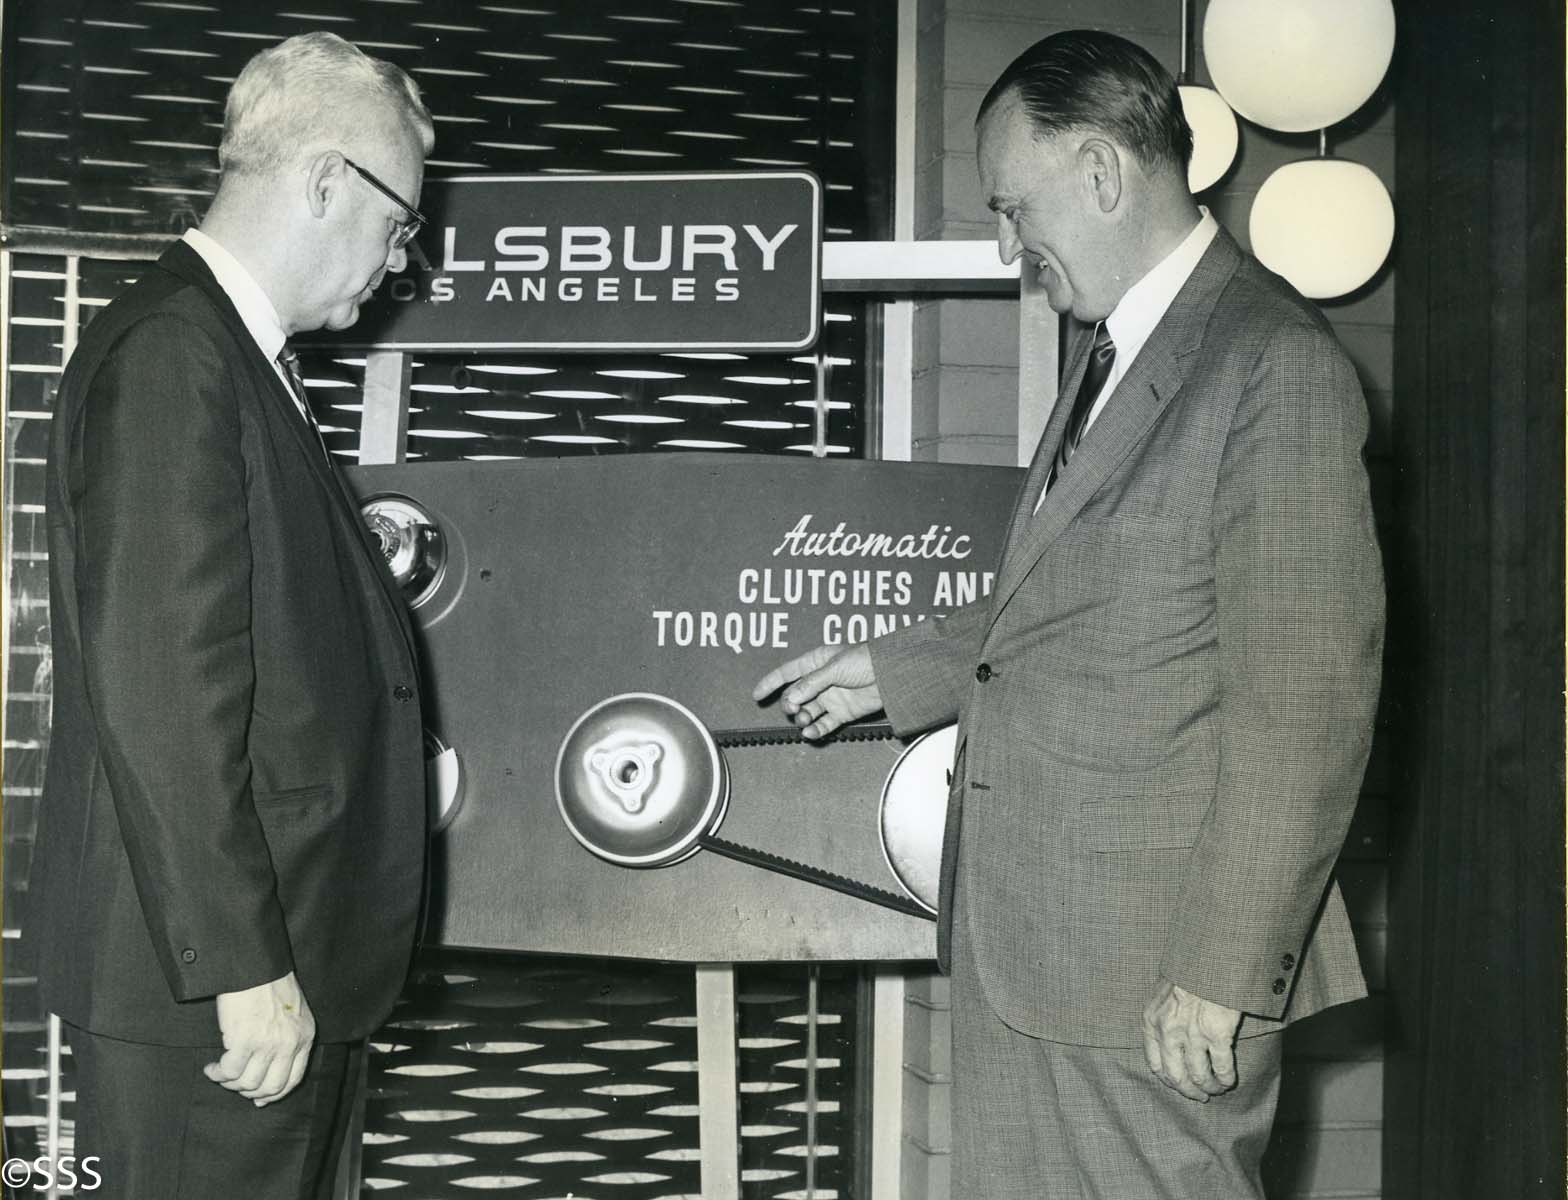 ALSBURY
OS ANGELES
Automatic
CLUTCHES AND
TORQUE CONV
©SSS